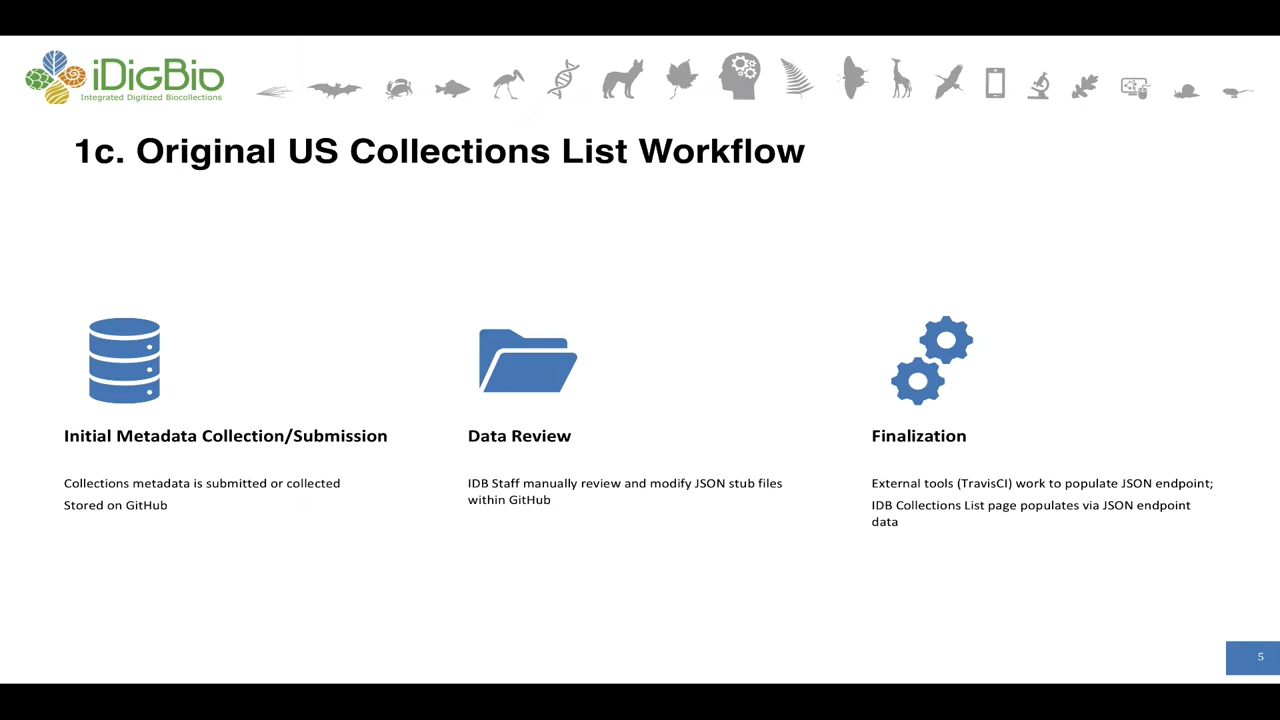 iDigBio
Integrated Digitized Biocollections
1c. Original US Collections List Workflow
Initial Metadata Collection/Submission
Collections metadata is submitted or collected
Stored on GitHub
Data Review
IDB Staff manually review and modify JSON stub files
within GitHub
Finalization
External tools (TravisCI) work to populate JSON endpoint;
IDB Collections List page populates via JSON endpoint
data
5